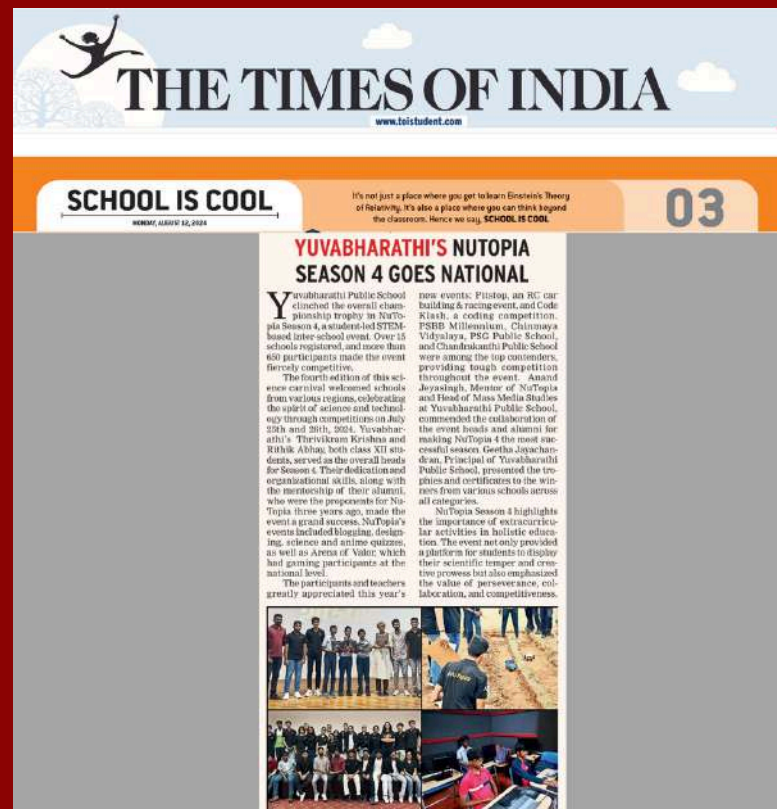 THE TIMES OF INDIA
www.toistudent.com
SCHOOL IS COOL
MONDAY, AUGUST 12, 2024
It's not just a place where you get to learn Einstein's Theory
of Relativity. It's also a place where you can think beyond
the classroom. Hence we say, SCHOOL IS COOL
03
YUVABHARATHI'S NUTOPIA
SEASON 4 GOES NATIONAL
Yuvabharathi Public School
clinched the overall cham-
pionship trophy in NuTo-
pia Season 4, a student-led STEM-
based inter-school event. Over 15
schools registered, and more than
650 participants made the event
fiercely competitive.
The fourth edition of this sci-
ence carnival welcomed schools
from various regions, celebrating
the spirit of science and technol-
ogy through competitions on July
25th and 26th, 2024. Yuvabhar-
athi's Thrivikram Krishna and
Rithik Abhay, both class XII stu-
dents, served as the overall heads
for Season 4. Their dedication and
organizational skills, along with
the mentorship of their alumni,
who were the proponents for Nu-
Topia three years ago, made the
event a grand success. NuTopia's
events included blogging, design-
ing, science and anime quizzes,
as well as Arena of Valor, which
had gaming participants at the
national level.
The participants and teachers
greatly appreciated this year's
new events: Pitstop, an RC car
building & racing event, and Code
Klash, a coding competition.
PSBB Millennium, Chinmaya
Vidyalaya, PSG Public School,
and Chandrakanthi Public School
were among the top contenders,
providing tough competition
throughout the event. Anand
Jeyasingh, Mentor of NuTopia
and Head of Mass Media Studies
at Yuvabharathi Public School,
commended the collaboration of
the event heads and alumni for
making NuTopia 4 the most suc-
cessful season. Geetha Jayachan-
dran, Principal of Yuvabharathi
Public School, presented the tro-
phies and certificates to the win-
ners from various schools across
all categories.
NuTopia Season 4 highlights
the importance of extracurricu-
lar activities in holistic educa-
tion. The event not only provided
a platform for students to display
their scientific temper and crea-
tive prowess but also emphasized
the value of perseverance, col-
laboration, and competitiveness.
NuTopia